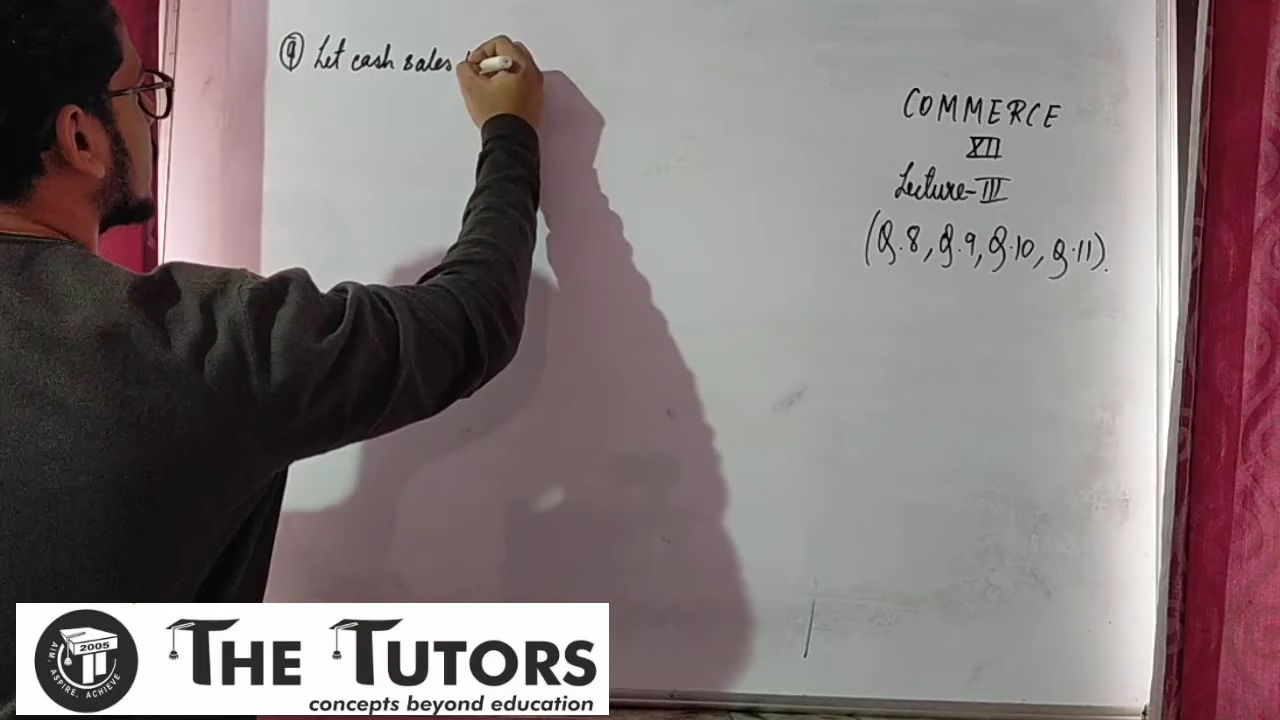 ⑨ Let cash sales
COMMERCE
XII
Lecture-III
(Q.8, Q.9, Q.10, Q.11).
2005
AIM, ASPIRE, ACHIEVE
THE TUTORS
concepts beyond education